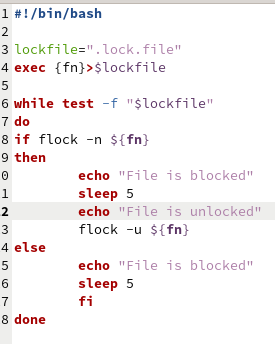 1 #!/bin/bash
2
3 lockfile=".lock.file"
4 exec {fn}>$lockfile
5
6 while test -f "$lockfile"
7 do
8 if flock -n ${fn}
9 then
0 echo "File is blocked"
1 sleep 5
2 echo "File is unlocked"
3 flock -u ${fn}
4 else
5 echo "File is blocked"
6 sleep 5
7 fi
8 done